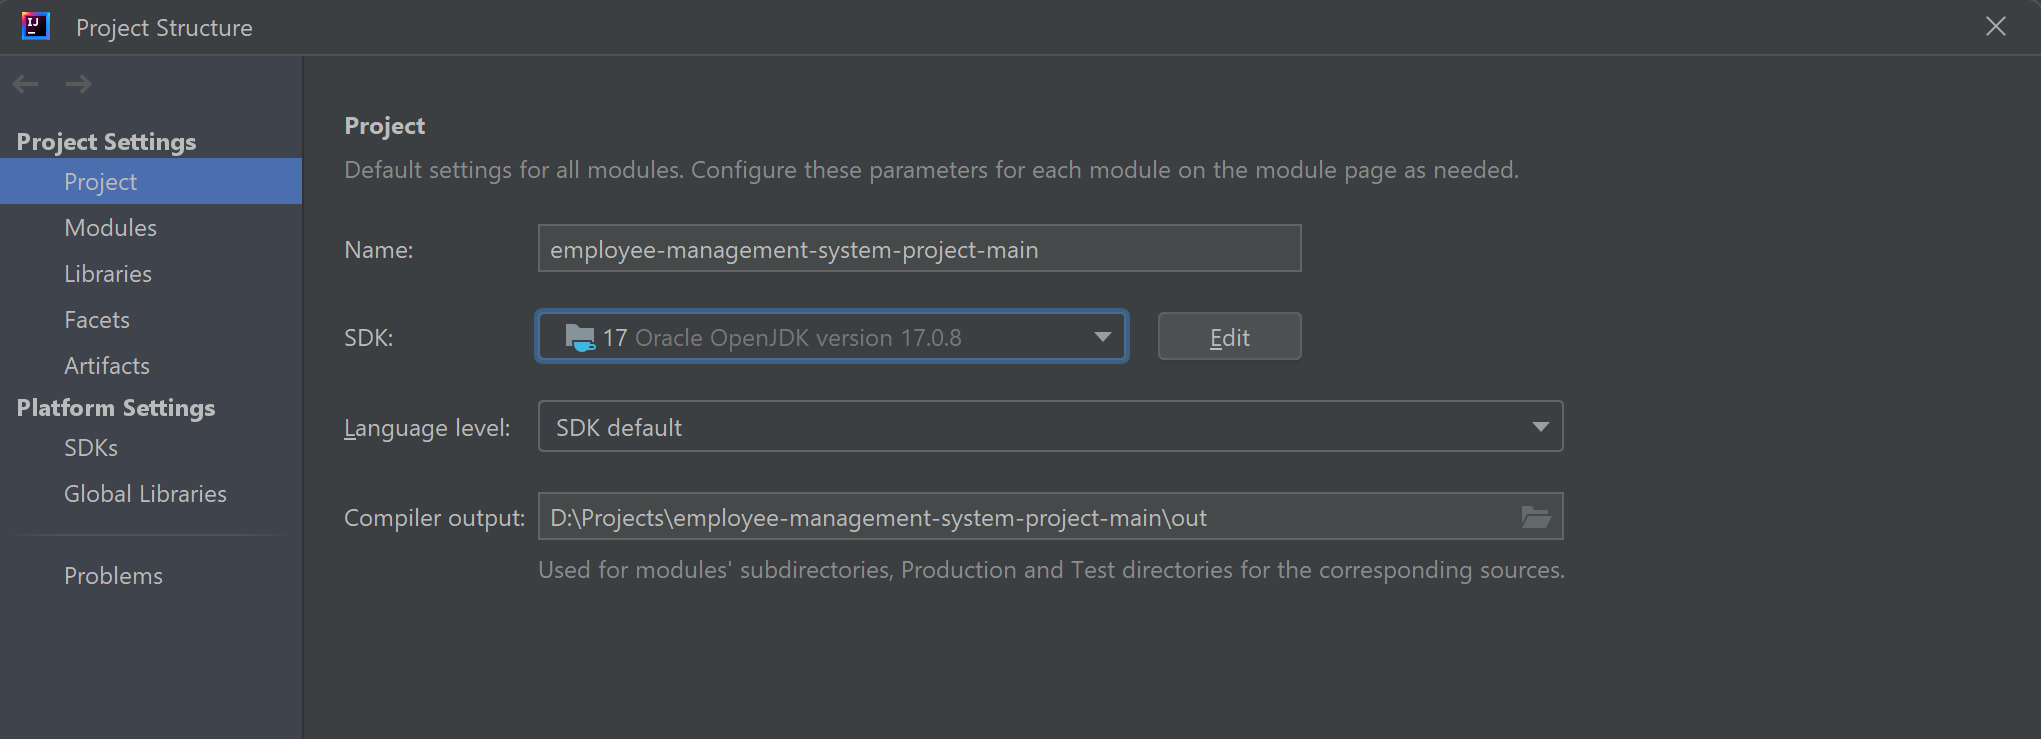 IJ
Project Structure
Project Settings
Project
Modules
Libraries
Facets
Artifacts
Platform Settings
SDKs
Global Libraries
Problems
Project
Default settings for all modules. Configure these parameters for each module on the module page as needed.
Name: employee-management-system-project-main
SDK: 17 Oracle OpenJDK version 17.0.8 Edit
Language level: SDK default
Compiler output: D:\Projects\employee-management-system-project-main\out
Used for modules' subdirectories, Production and Test directories for the corresponding sources.